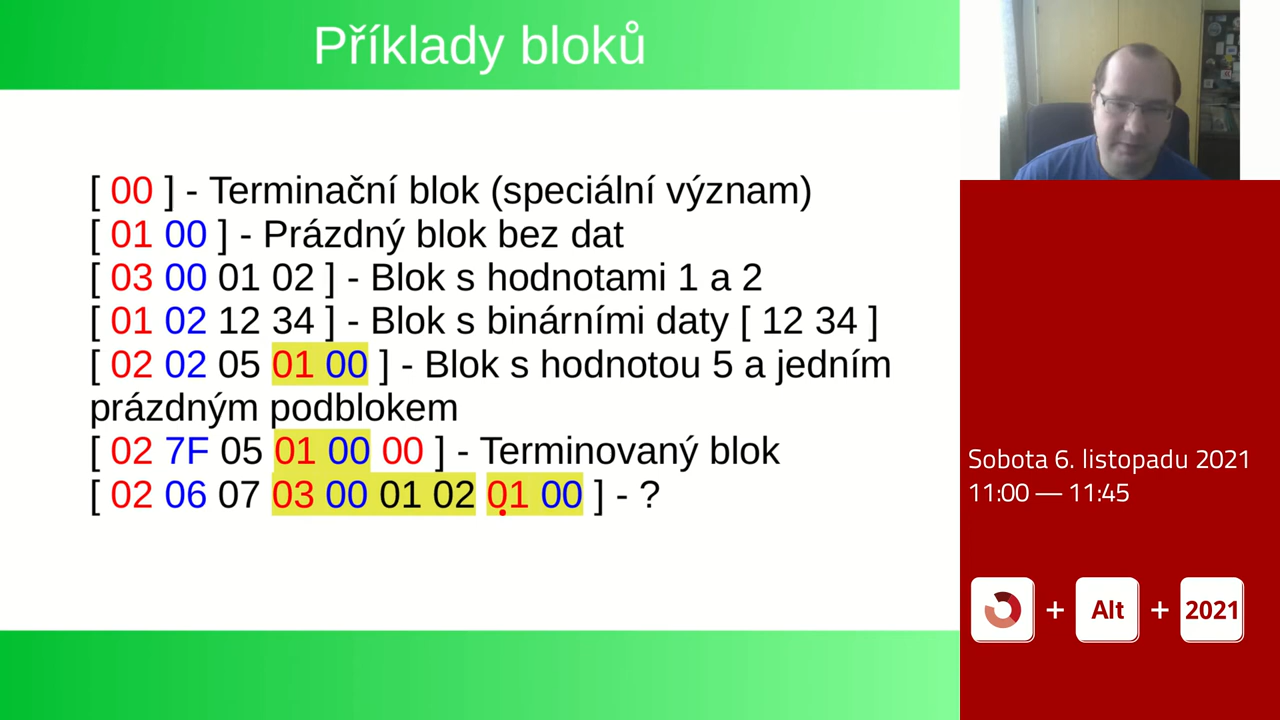 Příklady bloků
[ 00 ] - Terminační blok (speciální význam)
[ 01 00 ] - Prázdný blok bez dat
[ 03 00 01 02 ] - Blok s hodnotami 1 a 2
[ 01 02 12 34 ] - Blok s binárními daty [ 12 34 ]
[ 02 02 05 01 00 ] - Blok s hodnotou 5 a jedním
prázdným podblokem
[ 02 7F 05 01 00 00 ] - Terminovaný blok
[ 02 06 07 03 00 01 02 01 00 ] - ?
Sobota 6. listopadu 2021
11:00 — 11:45
+ Alt + 2021